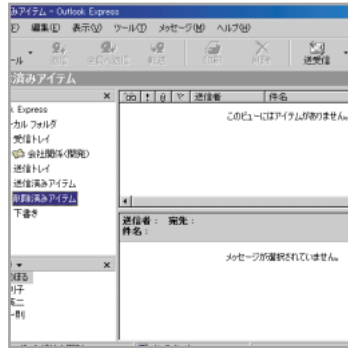 みアイテム - Outlook Express
編集(E) 表示(V) ツール(T) メッセージ(M) ヘルプ(H)
送受信
済みアイテム
送信者 件名
Express
このビューにはアイテムがありません。
カル フォルダ
受信トレイ
会社関係(開発)
送信トレイ
送信済みアイテム
削除済みアイテム
下書き
送信者: 宛先:
件名:
メッセージが選択されていません。